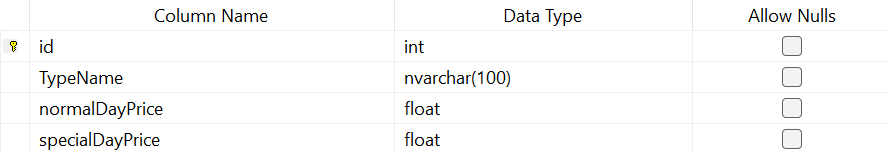 Column Name Data Type Allow Nulls
id int
TypeName nvarchar(100)
normalDayPrice float
specialDayPrice float